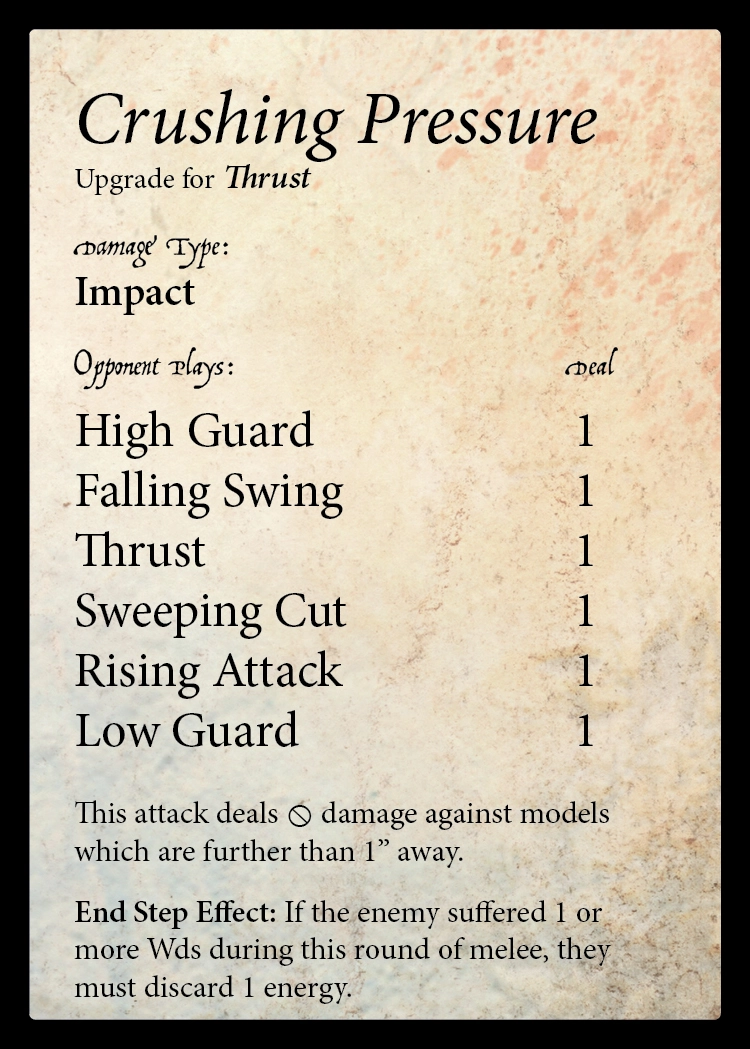 Crushing Pressure
Upgrade for Thrust
Damage Type:
Impact
Opponent plays: Deal
High Guard 1
Falling Swing 1
Thrust 1
Sweeping Cut 1
Rising Attack 1
Low Guard 1
This attack deals ⃠ damage against models
which are further than 1” away.
End Step Effect: If the enemy suffered 1 or
more Wds during this round of melee, they
must discard 1 energy.